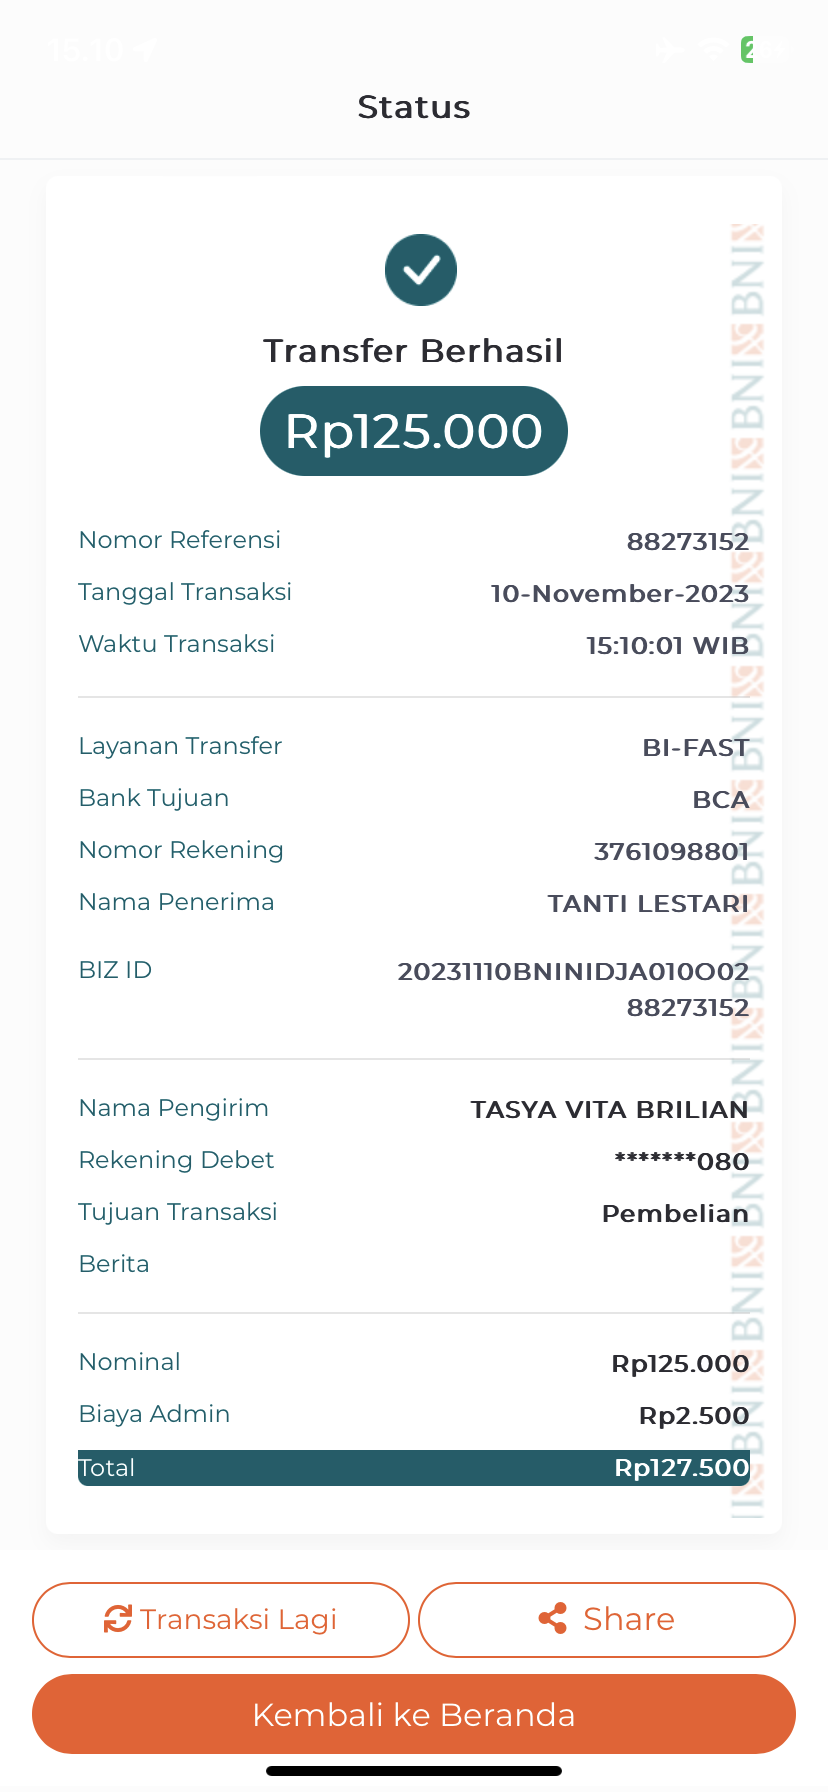 15.10
Status
Transfer Berhasil
Rp125.000
Nomor Referensi 88273152
Tanggal Transaksi 10-November-2023
Waktu Transaksi 15:10:01 WIB
Layanan Transfer BI-FAST
Bank Tujuan BCA
Nomor Rekening 3761098801
Nama Penerima TANTI LESTARI
BIZ ID 20231110BNINIDJA010O02
88273152
Nama Pengirim TASYA VITA BRILIAN
Rekening Debet *******080
Tujuan Transaksi Pembelian
Berita
Nominal Rp125.000
Biaya Admin Rp2.500
Total Rp127.500
BNI BNI BNI BNI BNI BNI BNI BNI BNI BNI BNI
Transaksi Lagi
Share
Kembali ke Beranda